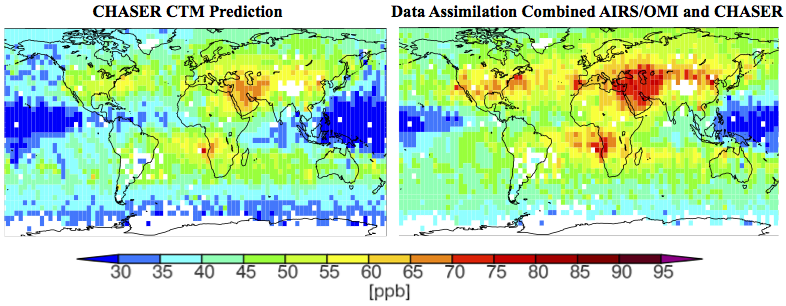 CHASER CTM Prediction
Data Assimilation Combined AIRS/OMI and CHASER
30 35 40 45 50 55 60 65 70 75 80 85 90 95
[ppb]